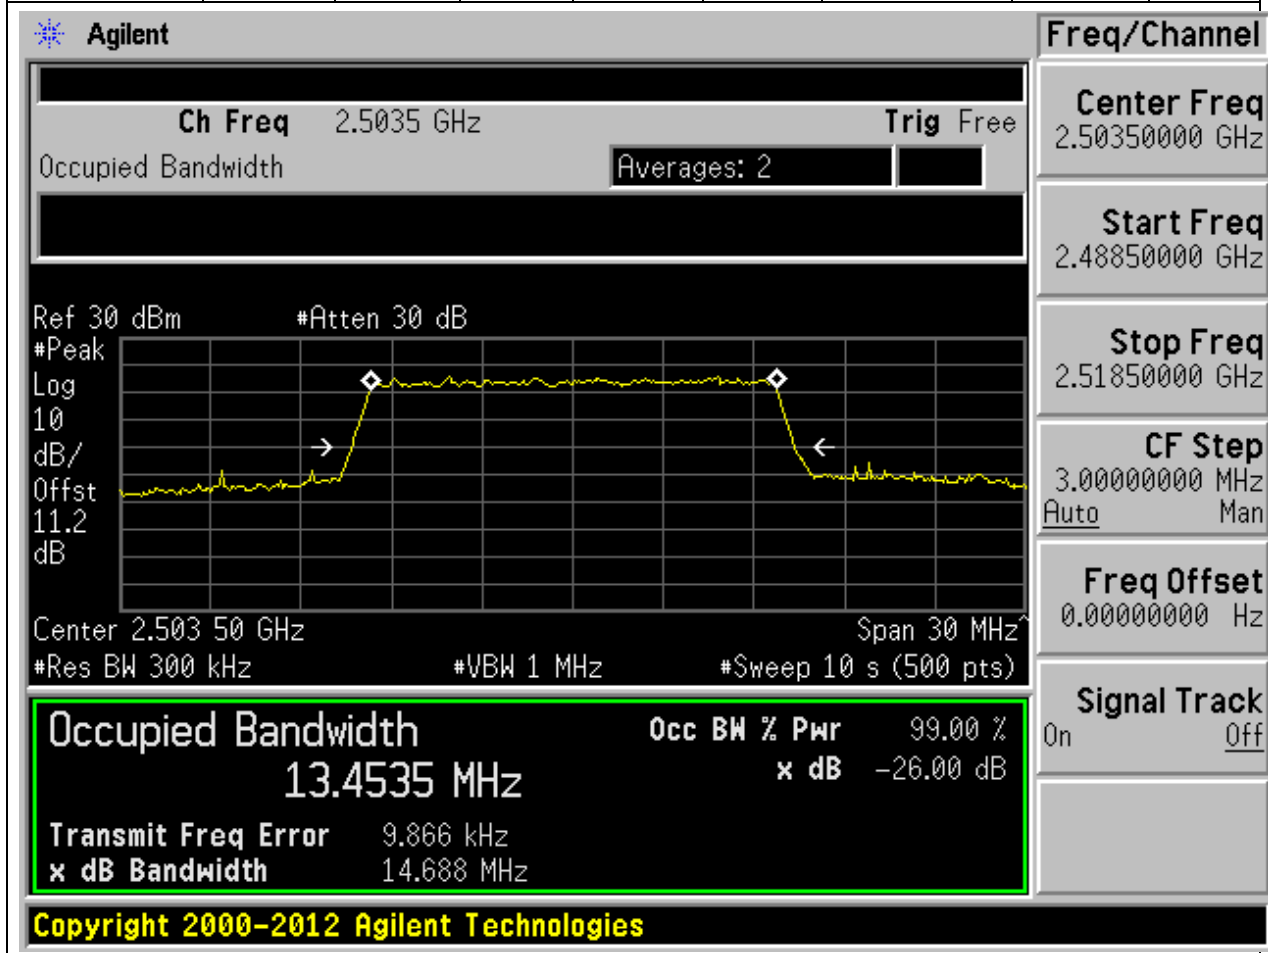 Agilent
Freq/Channel
Ch Freq 2.5035 GHz Trig Free
Occupied Bandwidth Averages: 2
Center Freq
2.50350000 GHz
Start Freq
2.48850000 GHz
Stop Freq
2.51850000 GHz
CF Step
3.00000000 MHz
Auto Man
Freq Offset
0.00000000 Hz
Signal Track
On Off
Ref 30 dBm #Atten 30 dB
#Peak
Log
10
dB/
Offst
11.2
dB
Center 2.503 50 GHz Span 30 MHz^
#Res BW 300 kHz #VBW 1 MHz #Sweep 10 s (500 pts)
Occupied Bandwidth
13.4535 MHz
Occ BW % Pwr 99.00 %
x dB -26.00 dB
Transmit Freq Error 9.866 kHz
x dB Bandwidth 14.688 MHz
Copyright 2000-2012 Agilent Technologies